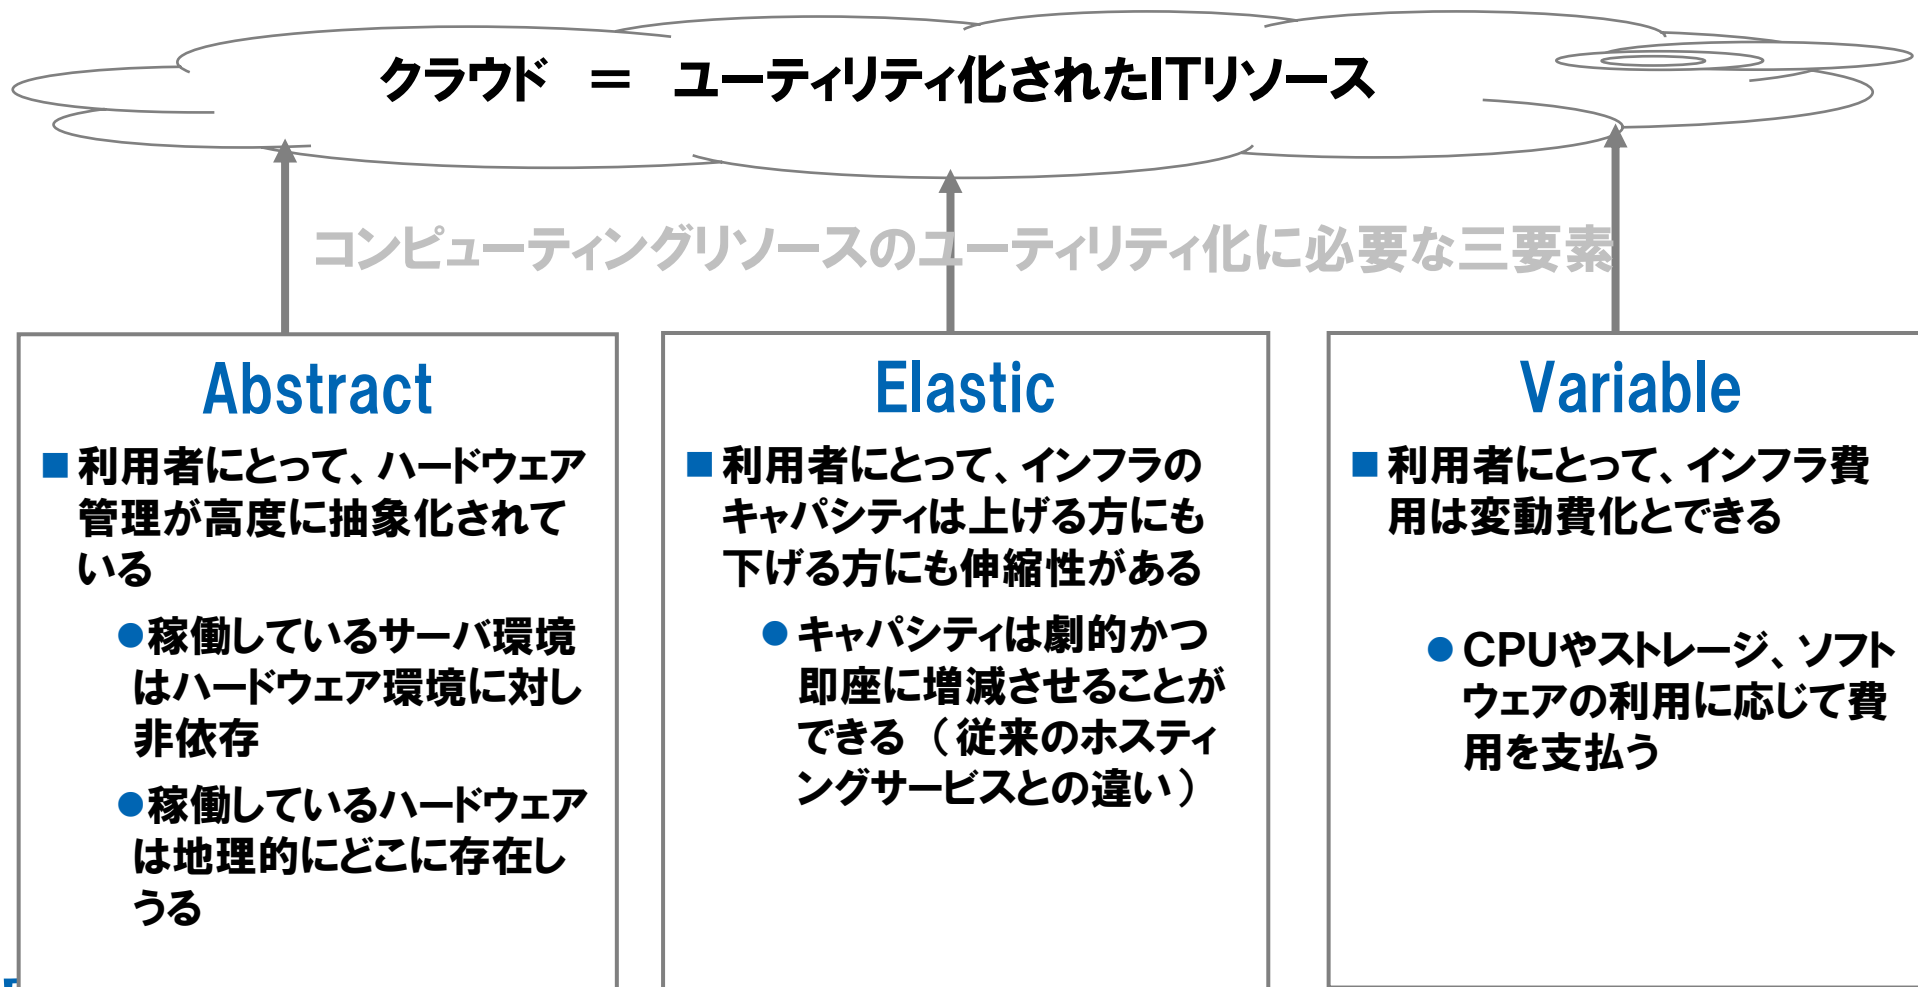 クラウド ＝ ユーティリティ化されたITリソース
コンピューティングリソースのユーティリティ化に必要な三要素
Abstract
■利用者にとって、ハードウェア
管理が高度に抽象化されて
いる
●稼働しているサーバ環境
はハードウェア環境に対し
非依存
●稼働しているハードウェア
は地理的にどこに存在し
うる
Elastic
■利用者にとって、インフラの
キャパシティは上げる方にも
下げる方にも伸縮性がある
●キャパシティは劇的かつ
即座に増減させることが
できる（従来のホスティ
ングサービスとの違い）
Variable
■利用者にとって、インフラ費
用は変動費化とできる
●CPUやストレージ、ソフト
ウェアの利用に応じて費
用を支払う